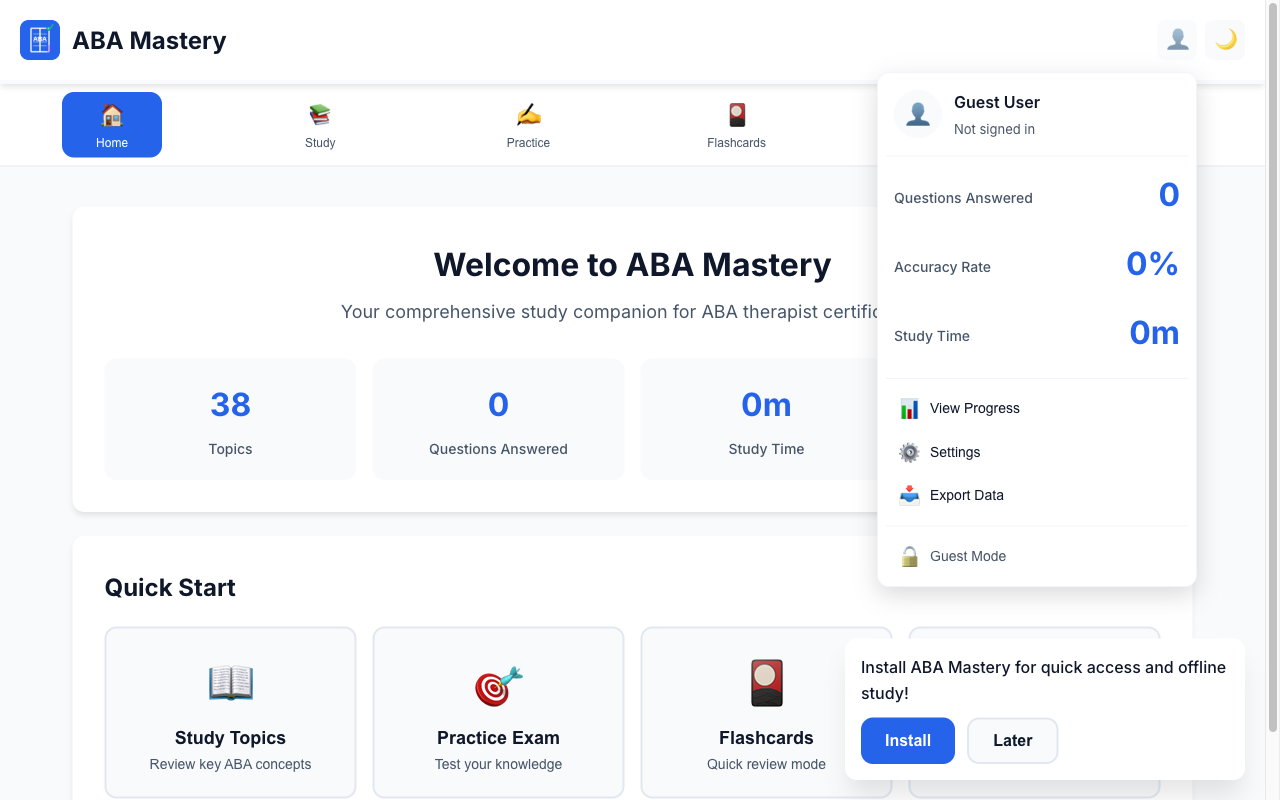 ABA Mastery
Home
Study
Practice
Flashcards
Guest User
Not signed in
Questions Answered
0
Accuracy Rate
0%
Study Time
0m
View Progress
Settings
Export Data
Guest Mode
Welcome to ABA Mastery
Your comprehensive study companion for ABA therapist
38
Topics
0
Questions Answered
0m
Study Time
Quick Start
Study Topics
Review key ABA concepts
Practice Exam
Test your knowledge
Flashcards
Quick review mode
Install ABA Mastery for quick access and offline
study!
Install
Later